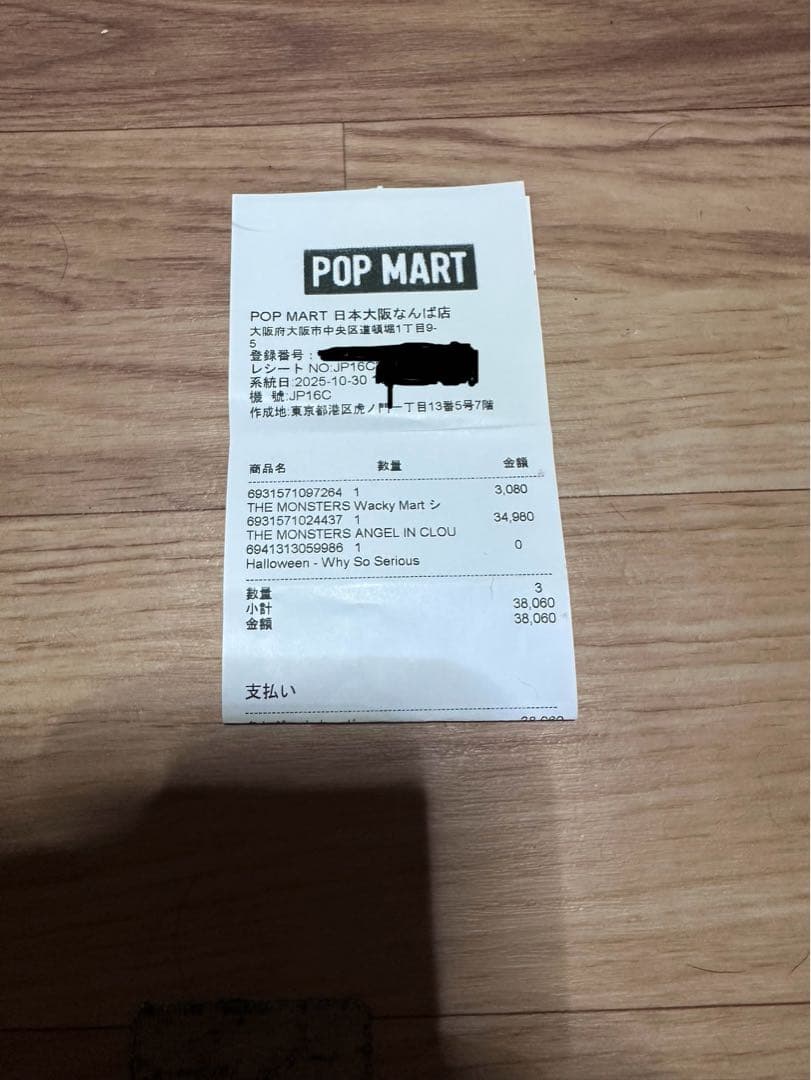 POP MART
POP MART 日本大阪なんば店
大阪府大阪市中央区道頓堀1丁目9-
5
登録番号:
レシート NO:JP16C
系統日:2025-10-30
機 號:JP16C
作成地:東京都港区虎ノ門一丁目13番5号7階
商品名 數量 金額
6931571097264 1 3,080
THE MONSTERS Wacky Mart シ
6931571024437 1 34,980
THE MONSTERS ANGEL IN CLOU
6941313059986 1 0
Halloween - Why So Serious
數量 3
小計 38,060
金額 38,060
支払い
38,060